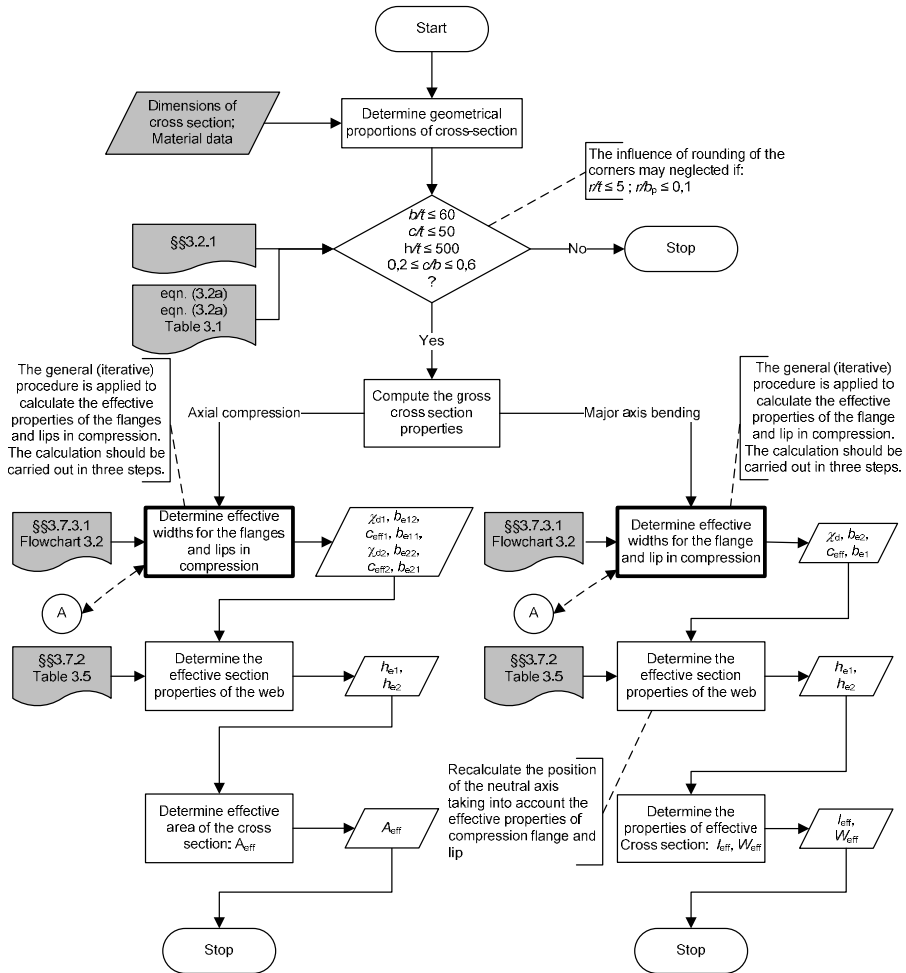 Start
Dimensions of
cross section;
Material data
Determine geometrical
proportions of cross-section
The influence of rounding of the
corners may neglected if:
r/t ≤ 5 ; r/bp ≤ 0,1
b/t ≤ 60
c/t ≤ 50
h/t ≤ 500
0,2 ≤ c/b ≤ 0,6
?
§§3.2.1
No
Stop
eqn. (3.2a)
eqn. (3.2a)
Table 3.1
Yes
The general (iterative)
procedure is applied to
calculate the effective
properties of the flanges
and lips in compression.
The calculation should be
carried out in three steps.
Axial compression
Compute the gross
cross section
properties
Major axis bending
The general (iterative)
procedure is applied to
calculate the effective
properties of the flange
and lip in compression.
The calculation should be
carried out in three steps.
§§3.7.3.1
Flowchart 3.2
Determine effective
widths for the flanges
and lips in
compression
χd1, be12,
ceff1, be11,
χd2, be22,
ceff2, be21
§§3.7.3.1
Flowchart 3.2
Determine effective
widths for the flange
and lip in compression
χd, be2,
ceff, be1
A
A
§§3.7.2
Table 3.5
Determine the
effective section
properties of the web
he1,
he2
§§3.7.2
Table 3.5
Determine the
effective section
properties of the web
he1,
he2
Recalculate the position
of the neutral axis
taking into account the
effective properties of
compression flange and
lip
Determine effective
area of the cross
section: Aeff
Aeff
Determine the
properties of effective
Cross section: Ieff, Weff
Ieff,
Weff
Stop
Stop